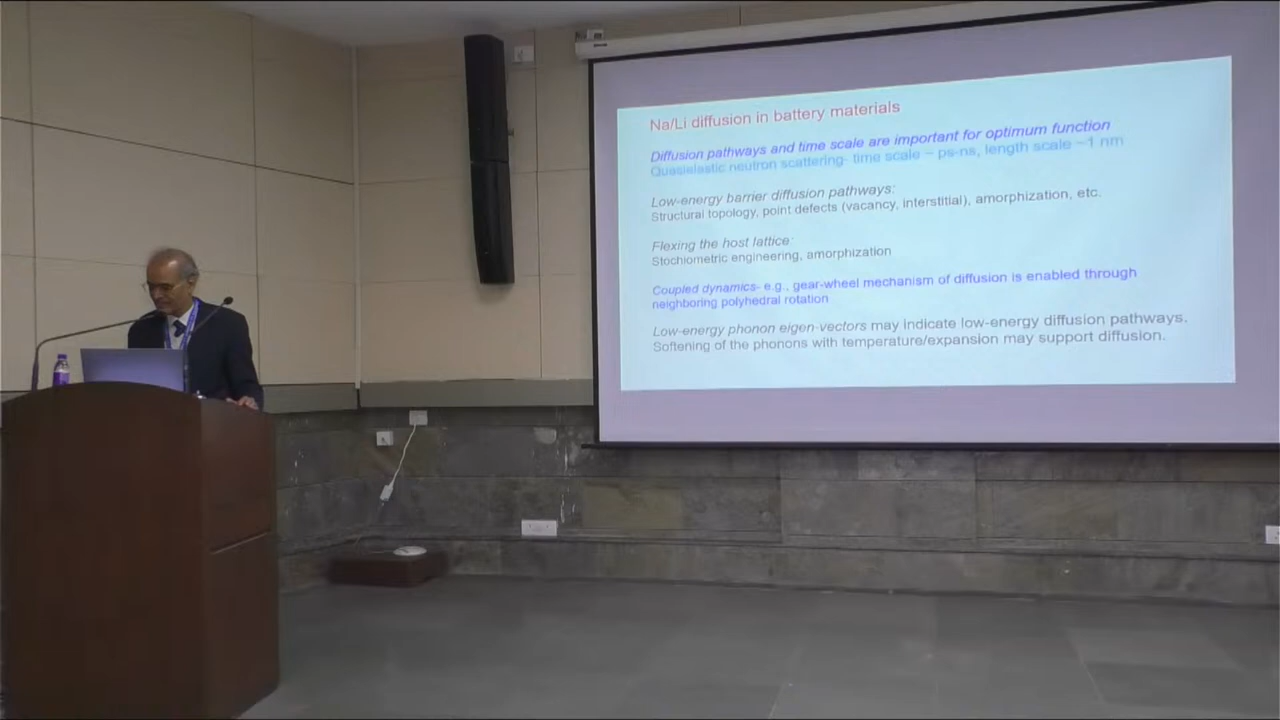 Na/Li diffusion in battery materials
Diffusion pathways and time scale are important for optimum function
Quasielastic neutron scattering- time scale ~ ps-ns, length scale ~1 nm
Low-energy barrier diffusion pathways:
Structural topology, point defects (vacancy, interstitial), amorphization, etc.
Flexing the host lattice:
Stochiometric engineering, amorphization
Coupled dynamics- e.g., gear-wheel mechanism of diffusion is enabled through
neighboring polyhedral rotation
Low-energy phonon eigen-vectors may indicate low-energy diffusion pathways.
Softening of the phonons with temperature/expansion may support diffusion.